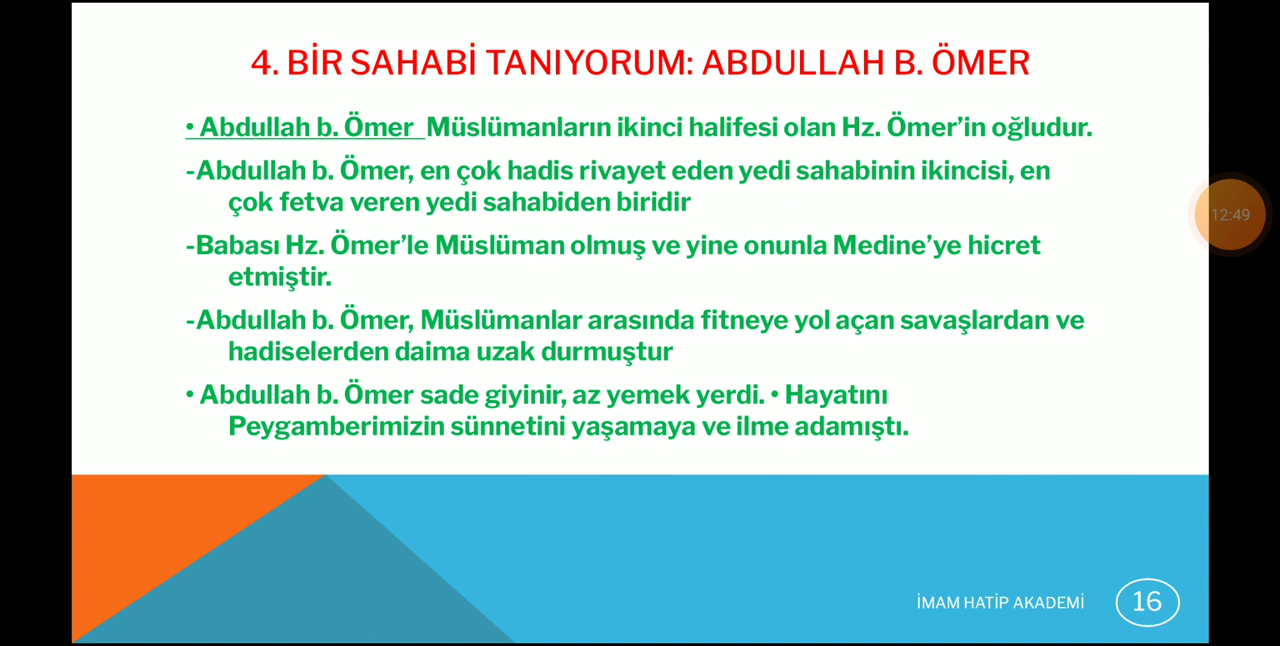 4. BİR SAHABİ TANIYORUM: ABDULLAH B. ÖMER
• Abdullah b. Ömer Müslümanların ikinci halifesi olan Hz. Ömer’in oğludur.
-Abdullah b. Ömer, en çok hadis rivayet eden yedi sahabinin ikincisi, en
çok fetva veren yedi sahabiden biridir
-Babası Hz. Ömer’le Müslüman olmuş ve yine onunla Medine’ye hicret
etmiştir.
-Abdullah b. Ömer, Müslümanlar arasında fitneye yol açan savaşlardan ve
hadiselerden daima uzak durmuştur
• Abdullah b. Ömer sade giyinir, az yemek yerdi. • Hayatını
Peygamberimizin sünnetini yaşamaya ve ilme adamıştı.
12:49
İMAM HATİP AKADEMİ
16